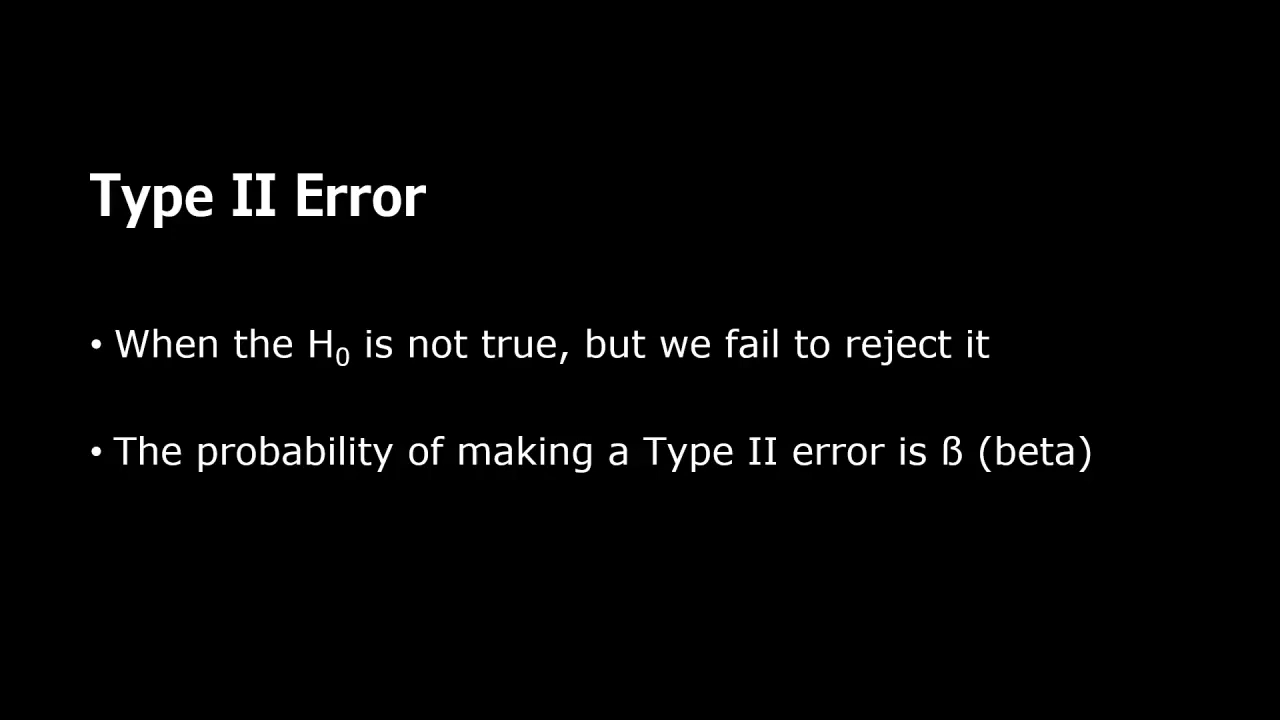 Type II Error
• When the H₀ is not true, but we fail to reject it
• The probability of making a Type II error is ß (beta)